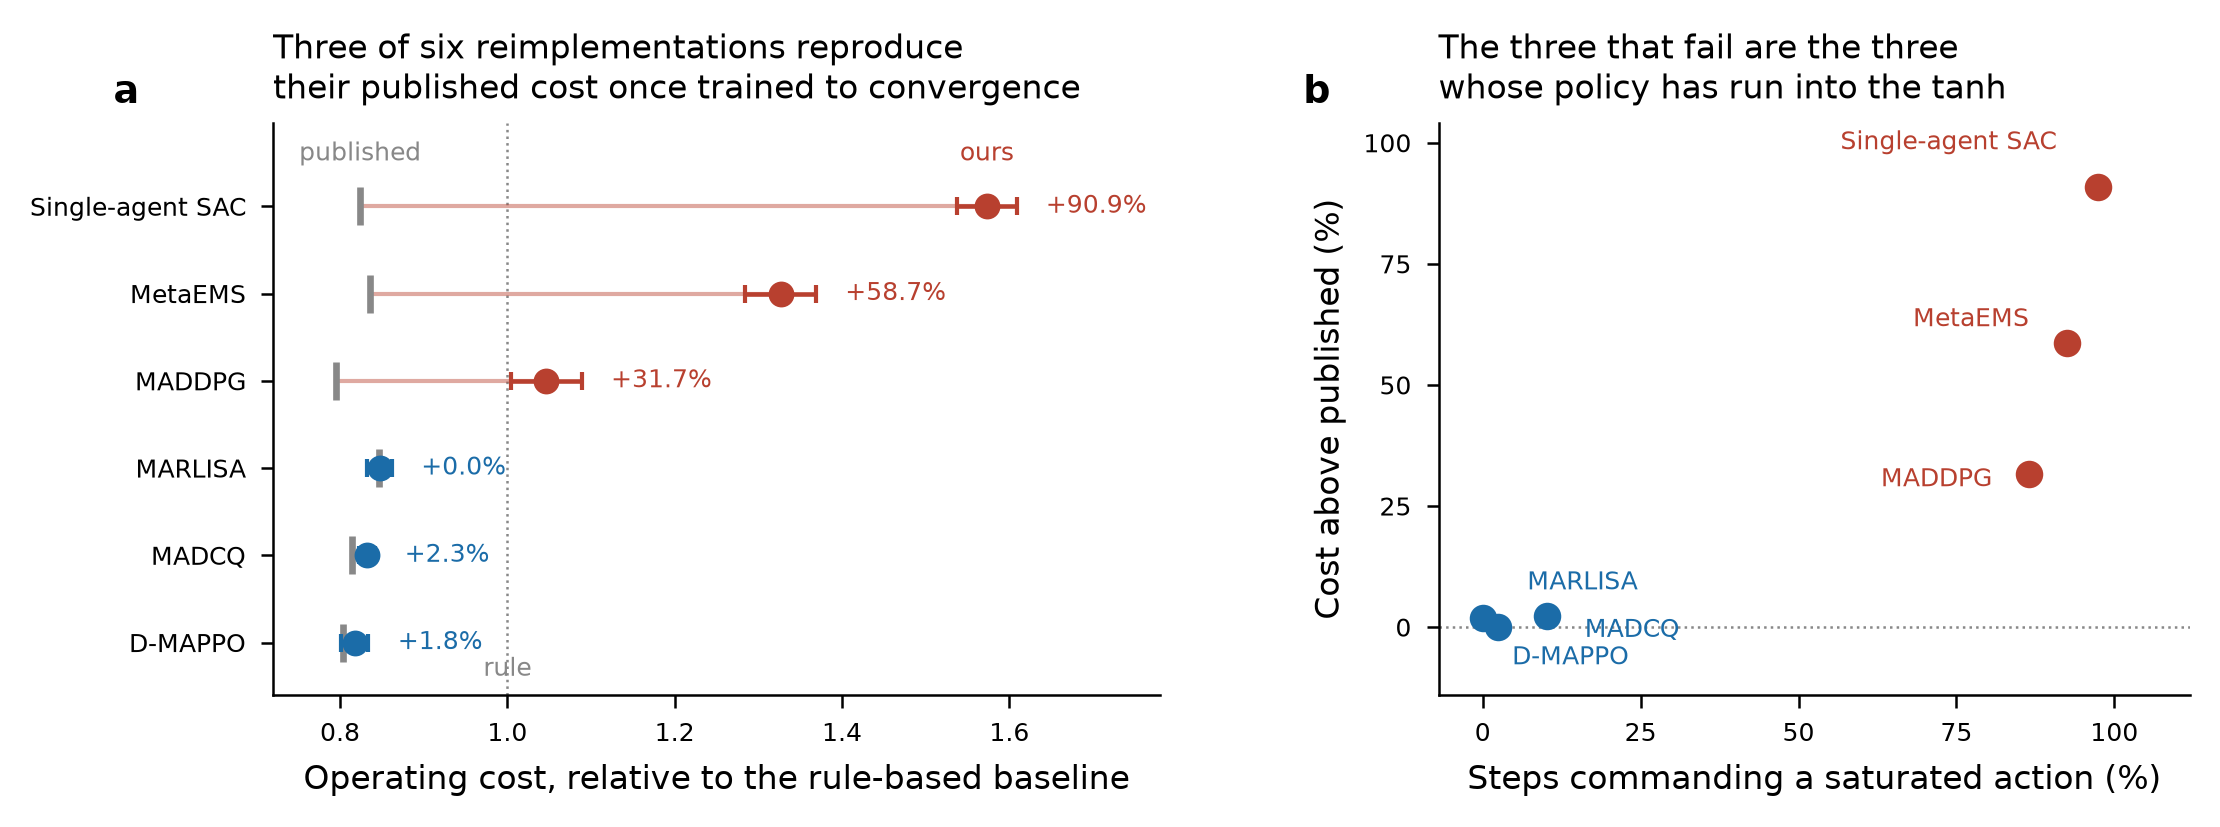 a
Three of six reimplementations reproduce
their published cost once trained to convergence
published
ours
Single-agent SAC
+90.9%
MetaEMS
+58.7%
MADDPG
+31.7%
MARLISA
+0.0%
MADCQ
+2.3%
D-MAPPO
+1.8%
rule
0.8
1.0
1.2
1.4
1.6
Operating cost, relative to the rule-based baseline
b
The three that fail are the three
whose policy has run into the tanh
Cost above published (%)
100
75
50
25
0
Single-agent SAC
MetaEMS
MADDPG
MARLISA
MADCQ
D-MAPPO
0
25
50
75
100
Steps commanding a saturated action (%)